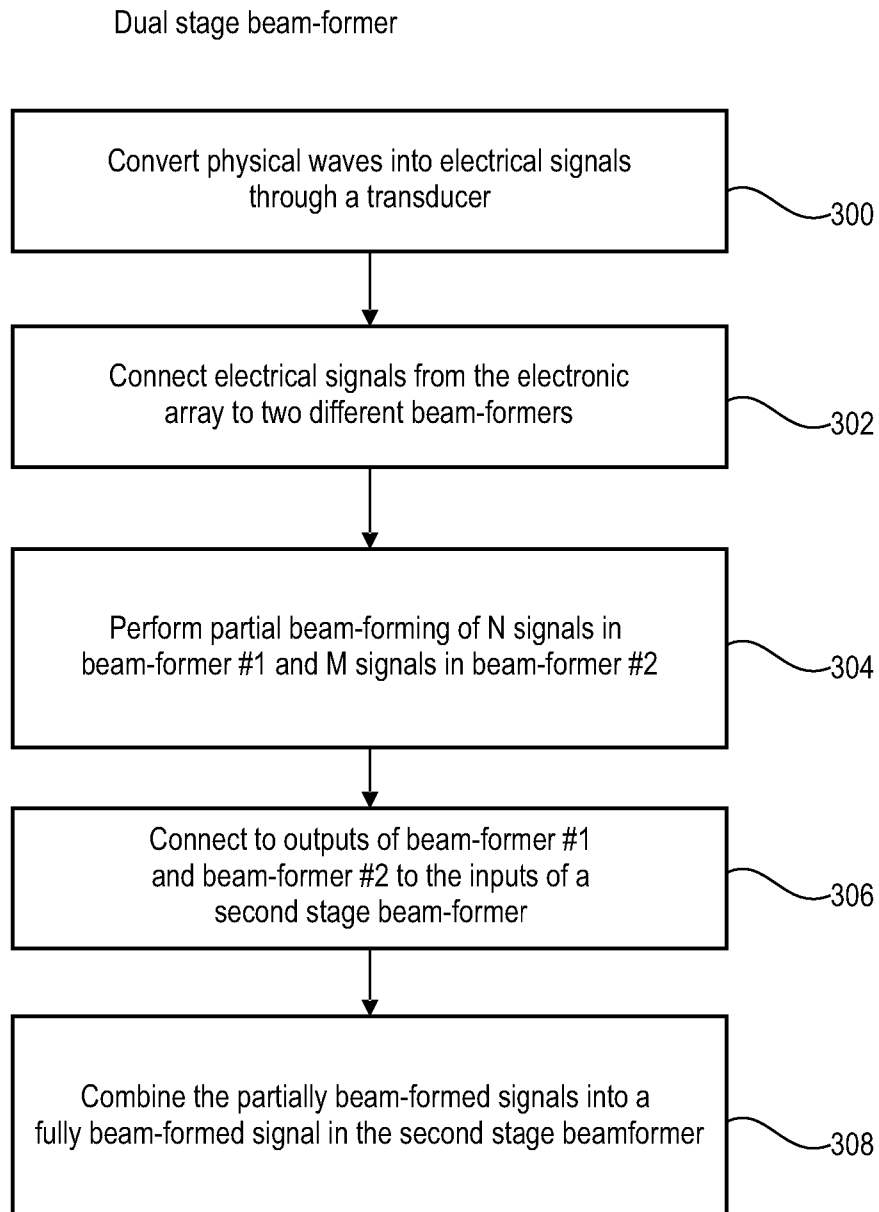 Dual stage beam-former
Convert physical waves into electrical signals
through a transducer
300
Connect electrical signals from the electronic
array to two different beam-formers
302
Perform partial beam-forming of N signals in
beam-former #1 and M signals in beam-former #2
304
Connect to outputs of beam-former #1
and beam-former #2 to the inputs of a
second stage beam-former
306
Combine the partially beam-formed signals into a
fully beam-formed signal in the second stage beamformer
308